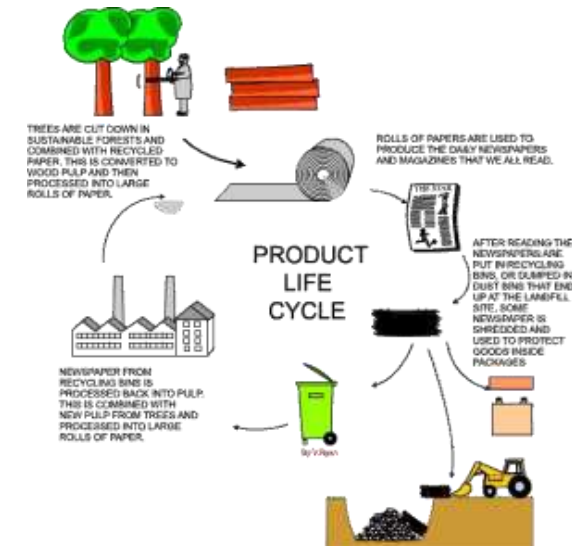 TREES ARE CUT DOWN IN
SUSTAINABLE FORESTS AND
COMBINED WITH RECYCLED
PAPER. THIS IS CONVERTED TO
WOOD PULP AND THEN
PROCESSED INTO LARGE
ROLLS OF PAPER.
ROLLS OF PAPERS ARE USED TO
PRODUCE THE DAILY NEWSPAPERS
AND MAGAZINES THAT WE ALL READ.
THE STAR
PRODUCT
LIFE
CYCLE
AFTER READING THE
NEWSPAPERS ARE
PUT IN RECYCLING
BINS, OR DUMPED IN
DUST BINS THAT END
UP AT THE LANDFILL
SITE, SOME
NEWSPAPER IS
SHREDDED AND
USED TO PROTECT
GOODS INSIDE
PACKAGES
NEWSPAPER FROM
RECYCLING BINS IS
PROCESSED BACK INTO PULP.
THIS IS COMBINED WITH
NEW PULP FROM TREES AND
PROCESSED INTO LARGE
ROLLS OF PAPER.
by V.Ryan